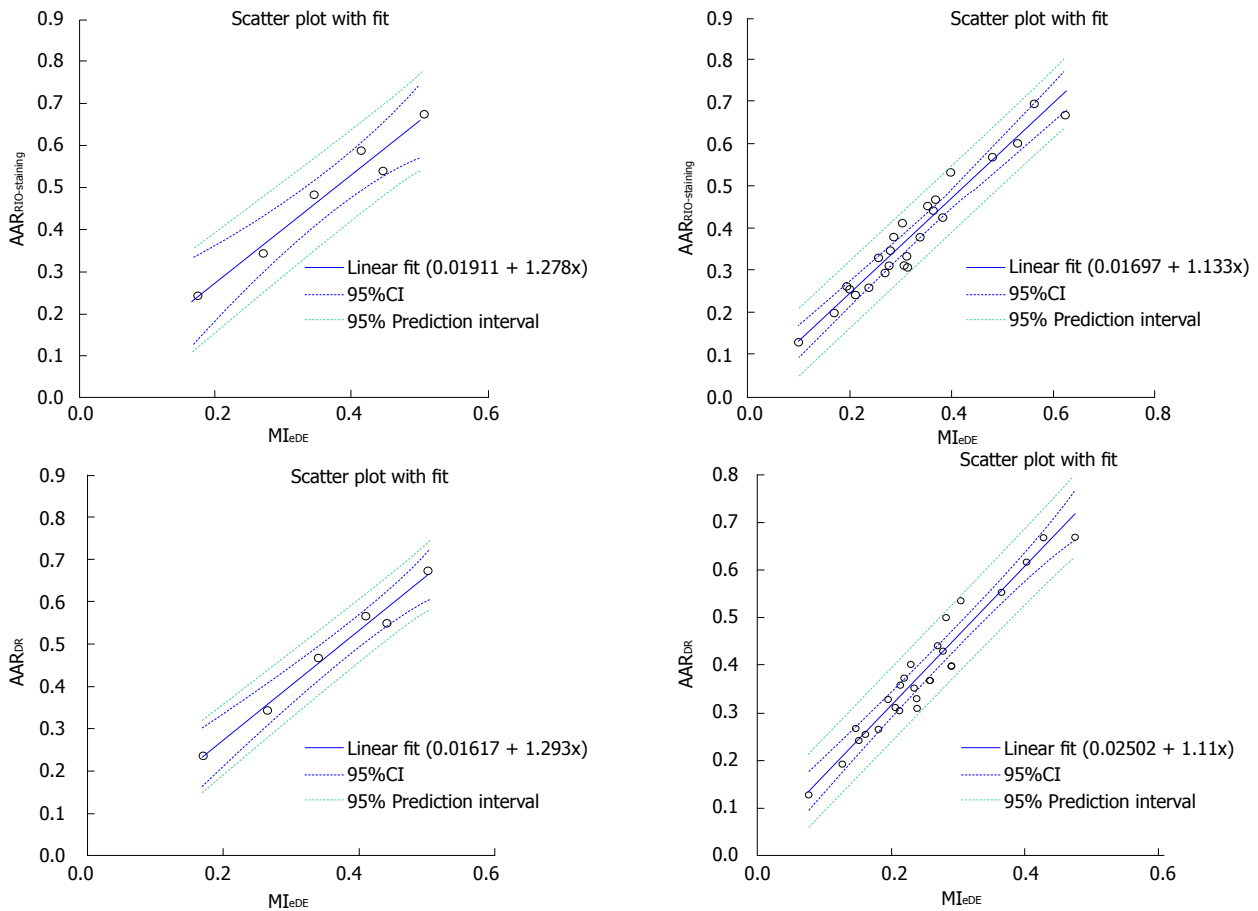 Scatter plot with fit
0.9
0.8
0.7
0.6
0.5
0.4
0.3
0.2
0.1
0.0
AARRIO-staining
Linear fit (0.01911 + 1.278x)
95%CI
95% Prediction interval
0.0 0.2 0.4 0.6
MIeDE
Scatter plot with fit
0.9
0.8
0.7
0.6
0.5
0.4
0.3
0.2
0.1
0.0
AARRIO-staining
Linear fit (0.01697 + 1.133x)
95%CI
95% Prediction interval
0.0 0.2 0.4 0.6 0.8
MIeDE
Scatter plot with fit
0.9
0.8
0.7
0.6
0.5
0.4
0.3
0.2
0.1
0.0
AARDR
Linear fit (0.01617 + 1.293x)
95%CI
95% Prediction interval
0.0 0.2 0.4 0.6
MIeDE
Scatter plot with fit
0.8
0.7
0.6
0.5
0.4
0.3
0.2
0.1
0.0
AARDR
Linear fit (0.02502 + 1.11x)
95%CI
95% Prediction interval
0.0 0.2 0.4 0.6
MIeDE